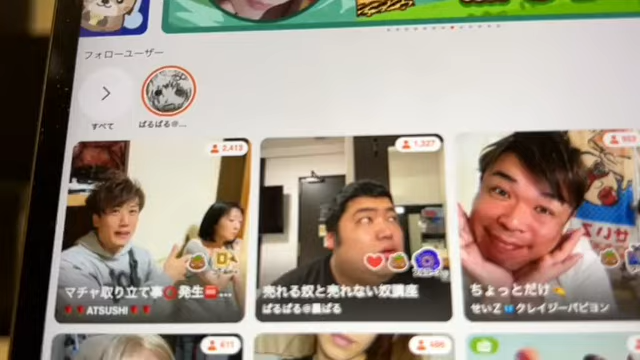 フォローユーザー
すべて
ぱるぱる@...
2,413
マチャ取り立て事⭕発生🆘...
ATSUSHI
1,327
売れる奴と売れない奴講座
ぱるぱる@顔ぱる
ちょっとだけ
せいZ クレイジーパピヨン
611